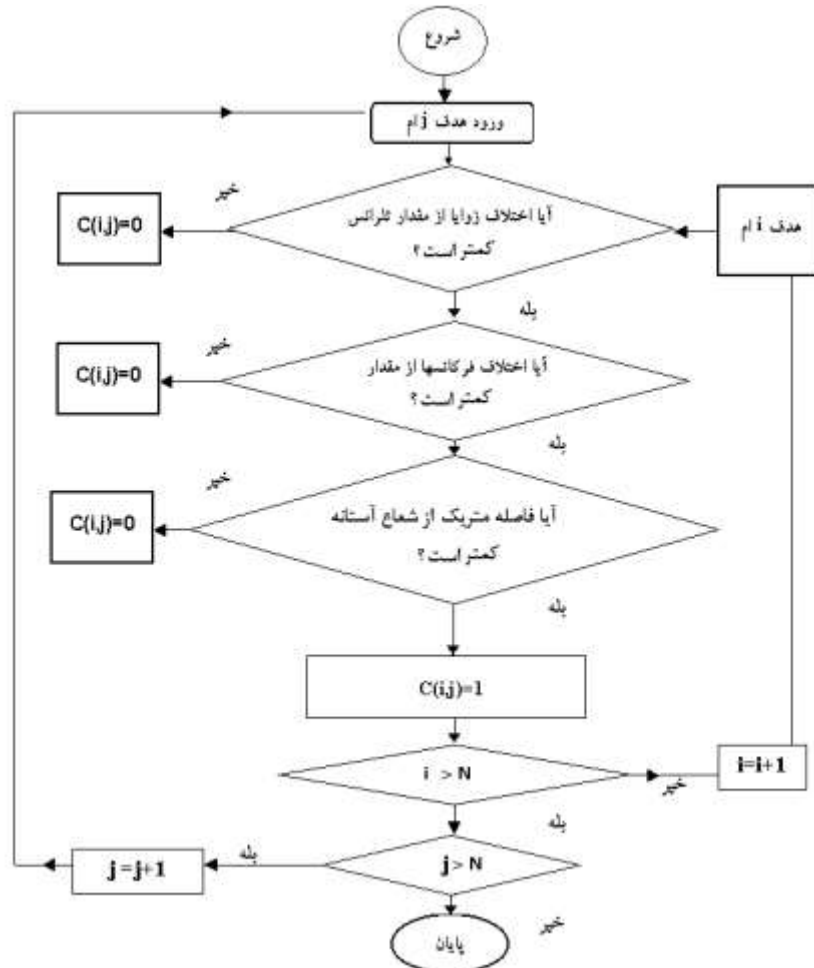 شروع
ورود هدف j ام
آیا اختلاف زوایا از مقدار تلرانس
کمتر است؟
خیر
C(i,j)=0
هدف i ام
بله
آیا اختلاف فرکانسها از مقدار
کمتر است؟
خیر
C(i,j)=0
بله
آیا فاصله متریک از شعاع آستانه
کمتر است؟
خیر
C(i,j)=0
بله
C(i,j)=1
i > N
خیر
i=i+1
بله
j > N
بله
j =j+1
خیر
پایان